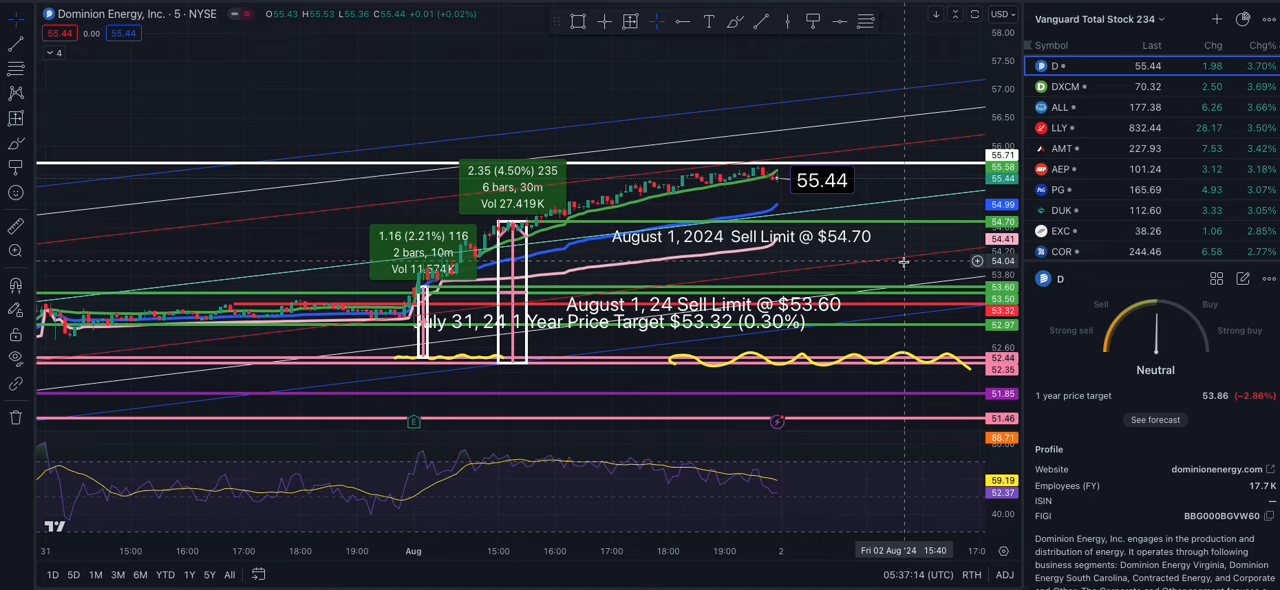 Dominion Energy, Inc. · 5 · NYSE O55.43 H55.53 L55.36 C55.44 +0.01 (+0.02%)
55.44 0.00 55.44
4
USD
58.00
57.50
57.00
56.50
56.00
55.71
55.58
55.44
54.99
54.70
54.41
54.20
54.04
53.80
53.60
53.50
53.32
52.97
52.60
52.44
52.35
51.85
51.46
88.71
59.19
52.37
40.00
2.35 (4.50%) 235
6 bars, 30m
Vol 27.419K
55.44
1.16 (2.21%) 116
2 bars, 10m
Vol 11.574K
August 1, 2024 Sell Limit @ $54.70
August 1, 24 Sell Limit @ $53.60
July 31, 24 1 Year Price Target $53.32 (0.30%)
E
31 15:00 16:00 17:00 18:00 19:00 Aug 15:00 16:00 17:00 18:00 19:00 2 Fri 02 Aug '24 15:40 17:0
1D 5D 1M 3M 6M YTD 1Y 5Y All 05:37:14 (UTC) RTH ADJ
Vanguard Total Stock 234
Symbol Last Chg Chg%
D 55.44 1.98 3.70%
DXCM 70.32 2.50 3.69%
ALL 177.38 6.26 3.66%
LLY 832.44 28.17 3.50%
AMT 227.93 7.53 3.42%
AEP 101.24 3.12 3.18%
PG 165.69 4.93 3.07%
DUK 112.60 3.33 3.05%
EXC 38.26 1.06 2.85%
COR 244.46 6.58 2.77%
D
Sell Buy
Strong sell Strong buy
Neutral
1 year price target 53.86 (−2.86%)
See forecast
Profile
Website dominionenergy.com
Employees (FY) 17.7K
ISIN —
FIGI BBG000BGVW60
Dominion Energy, Inc. engages in the production and
distribution of energy. It operates through following
business segments: Dominion Energy Virginia, Dominion
Energy South Carolina, Contracted Energy, and Corporate